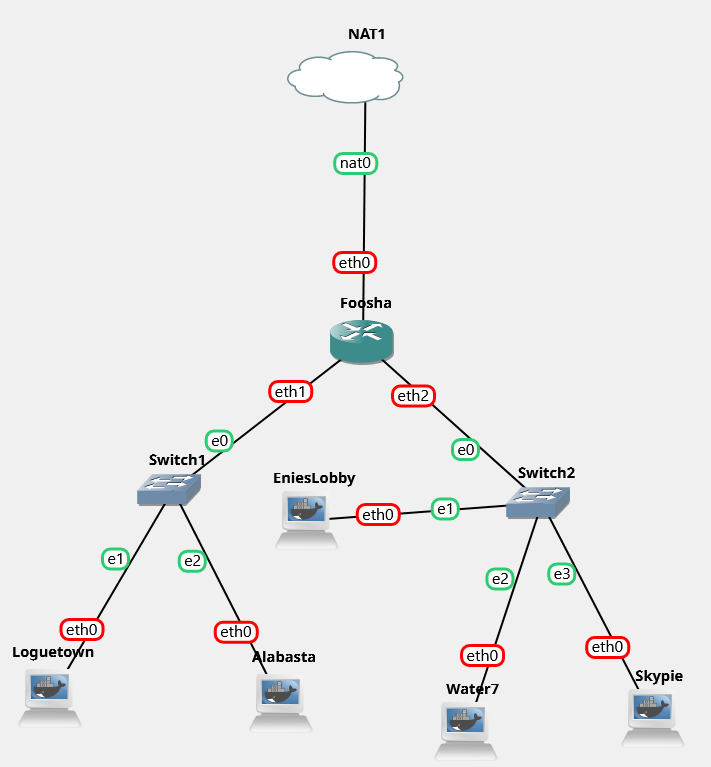 NAT1
nat0
eth0
Foosha
eth1
eth2
e0
e0
Switch1
Switch2
EniesLobby
eth0
e1
e1
e2
e2
e3
eth0
eth0
eth0
eth0
Loguetown
Alabasta
Water7
Skypie